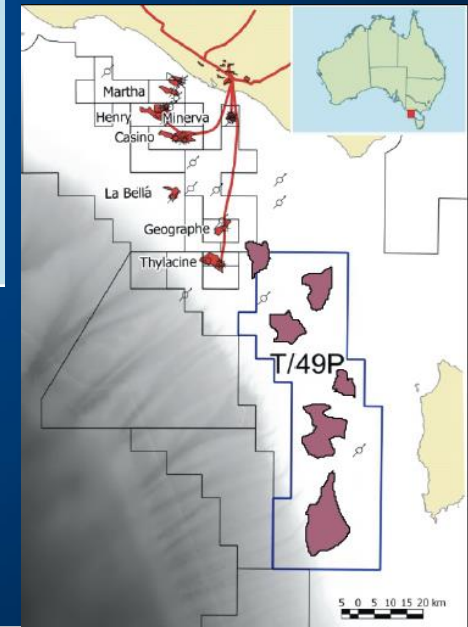 Martha
Henry Minerva
Casino
La Bellá
Geographe
Thylacine
T/49P
5 0 5 10 15 20 km